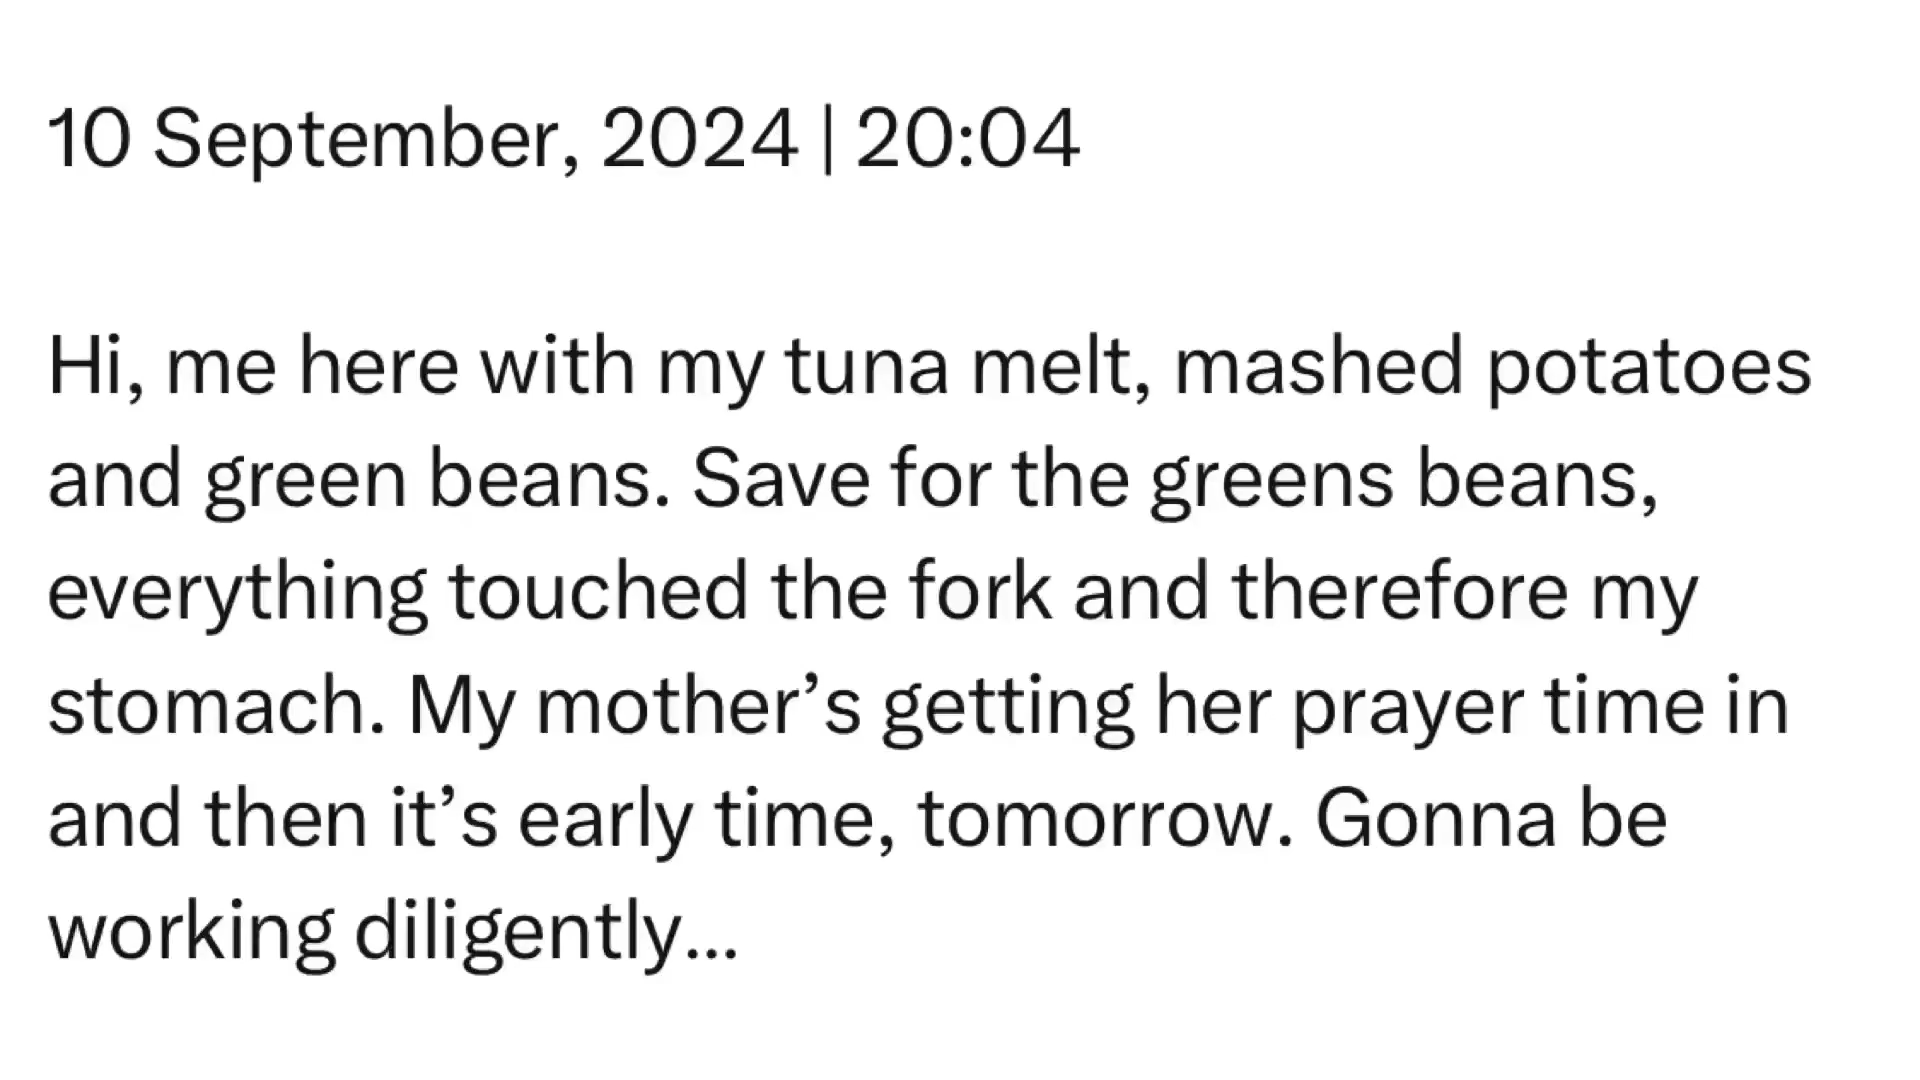 10 September, 2024 | 20:04
Hi, me here with my tuna melt, mashed potatoes
and green beans. Save for the greens beans,
everything touched the fork and therefore my
stomach. My mother’s getting her prayer time in
and then it’s early time, tomorrow. Gonna be
working diligently...